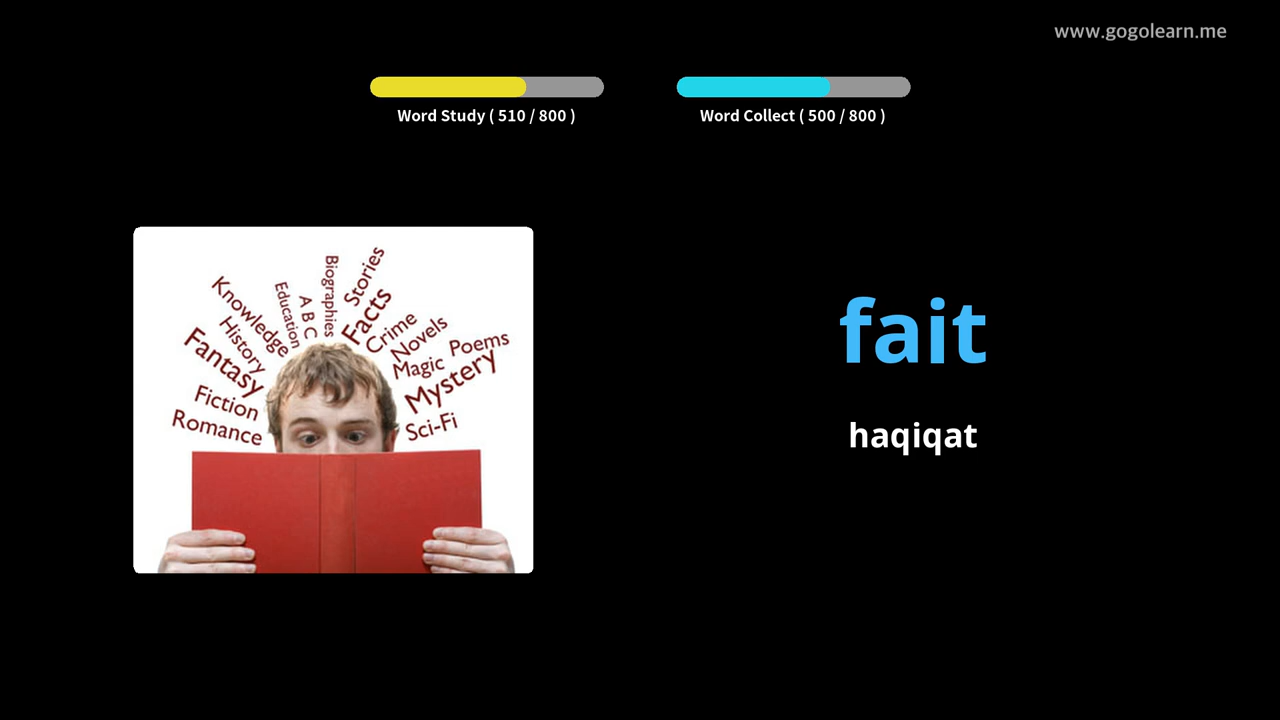 www.gogolearn.me
Word Study ( 510 / 800 )
Word Collect ( 500 / 800 )
Biographies
Stories
Education
A B C
Facts
Knowledge
Crime
History
Novels
Fantasy
Magic
Poems
Mystery
Fiction
Romance
Sci-Fi
fait
haqiqat